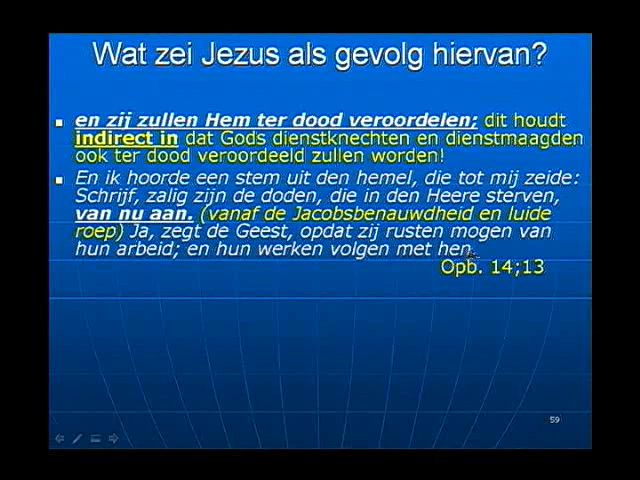 Wat zei Jezus als gevolg hiervan?
en zij zullen Hem ter dood veroordelen; dit houdt
indirect in dat Gods dienstknechten en dienstmaagden
ook ter dood veroordeeld zullen worden!
En ik hoorde een stem uit den hemel, die tot mij zeide:
Schrijf, zalig zijn de doden, die in den Heere sterven,
van nu aan. (vanaf de Jacobsbenauwdheid en luide
roep) Ja, zegt de Geest, opdat zij rusten mogen van
hun arbeid; en hun werken volgen met hen.
Opb. 14;13
59